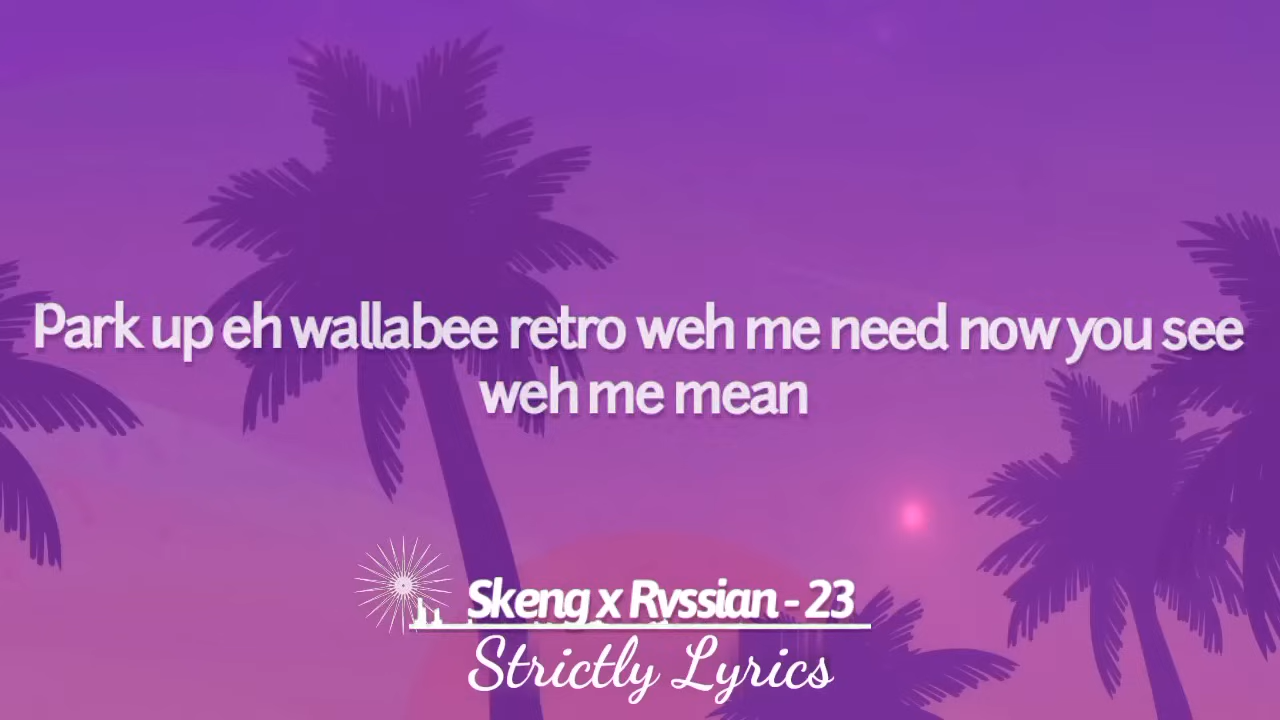 Park up eh wallabee retro weh me need now you see
weh me mean
Skeng x Rvssian - 23
Strictly Lyrics